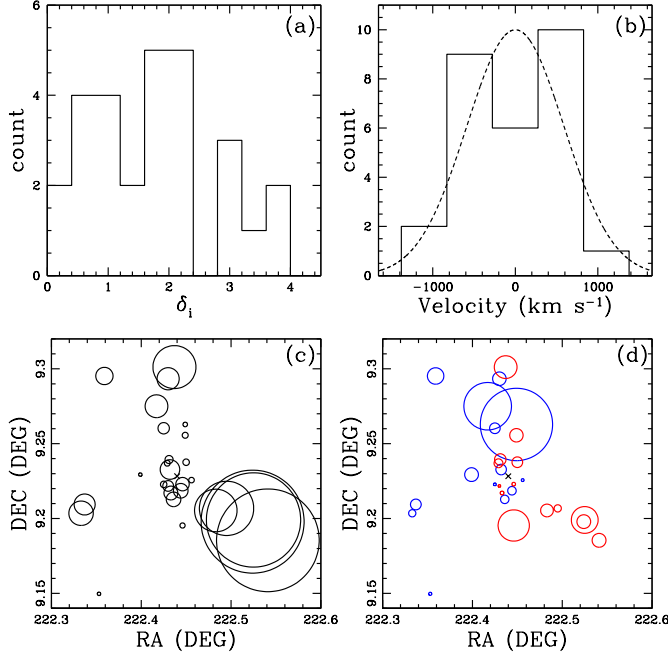 (a)
count
0
2
4
6
0
1
2
3
4
δi
(b)
count
0
2
4
6
8
10
-1000
0
1000
Velocity (km s⁻¹)
(c)
DEC (DEG)
9.15
9.2
9.25
9.3
222.3
222.4
222.5
222.6
RA (DEG)
(d)
DEC (DEG)
9.15
9.2
9.25
9.3
222.3
222.4
222.5
222.6
RA (DEG)